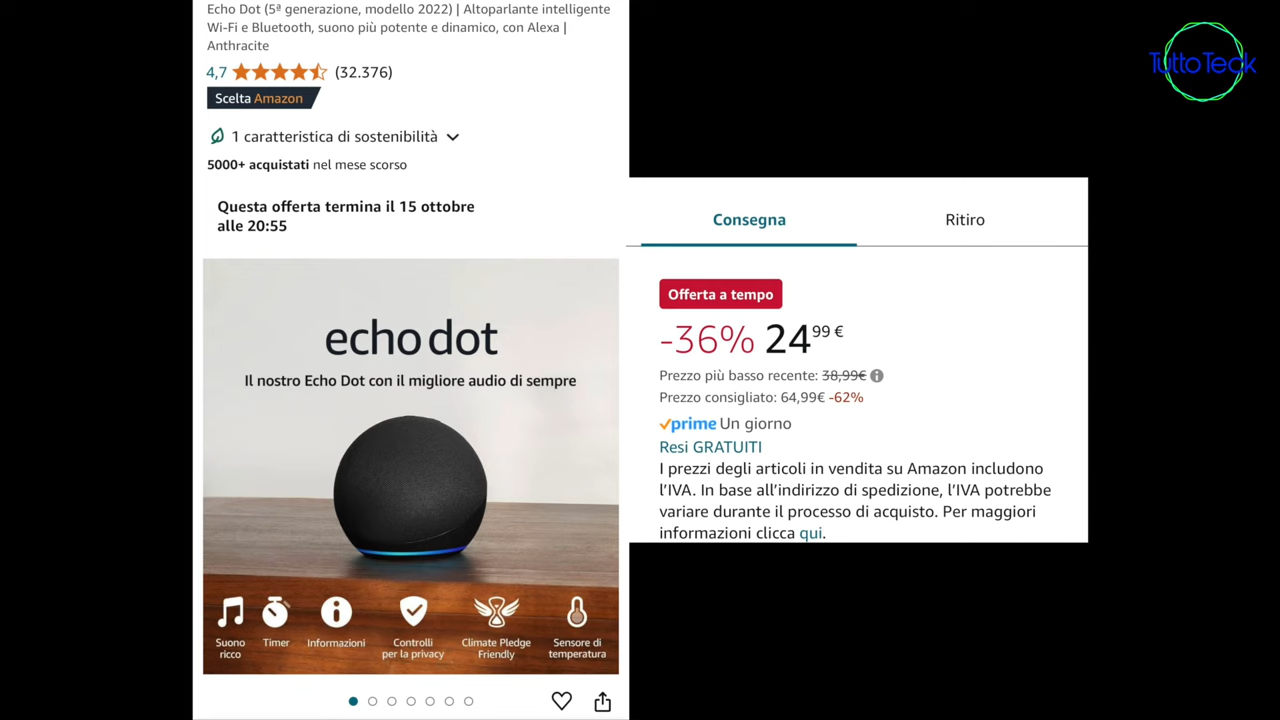 Echo Dot (5ª generazione, modello 2022) | Altoparlante intelligente
Wi-Fi e Bluetooth, suono più potente e dinamico, con Alexa |
Anthracite
4,7 (32.376)
Scelta Amazon
1 caratteristica di sostenibilità
5000+ acquistati nel mese scorso
Questa offerta termina il 15 ottobre
alle 20:55
echo dot
Il nostro Echo Dot con il migliore audio di sempre
Suono
ricco
Timer
Informazioni
Controlli
per la privacy
Climate Pledge
Friendly
Sensore di
temperatura
TuttoTeck
Consegna
Ritiro
Offerta a tempo
-36% 24 99 €
Prezzo più basso recente: 38,99€
Prezzo consigliato: 64,99€ -62%
prime Un giorno
Resi GRATUITI
I prezzi degli articoli in vendita su Amazon includono
l’IVA. In base all’indirizzo di spedizione, l’IVA potrebbe
variare durante il processo di acquisto. Per maggiori
informazioni clicca qui.